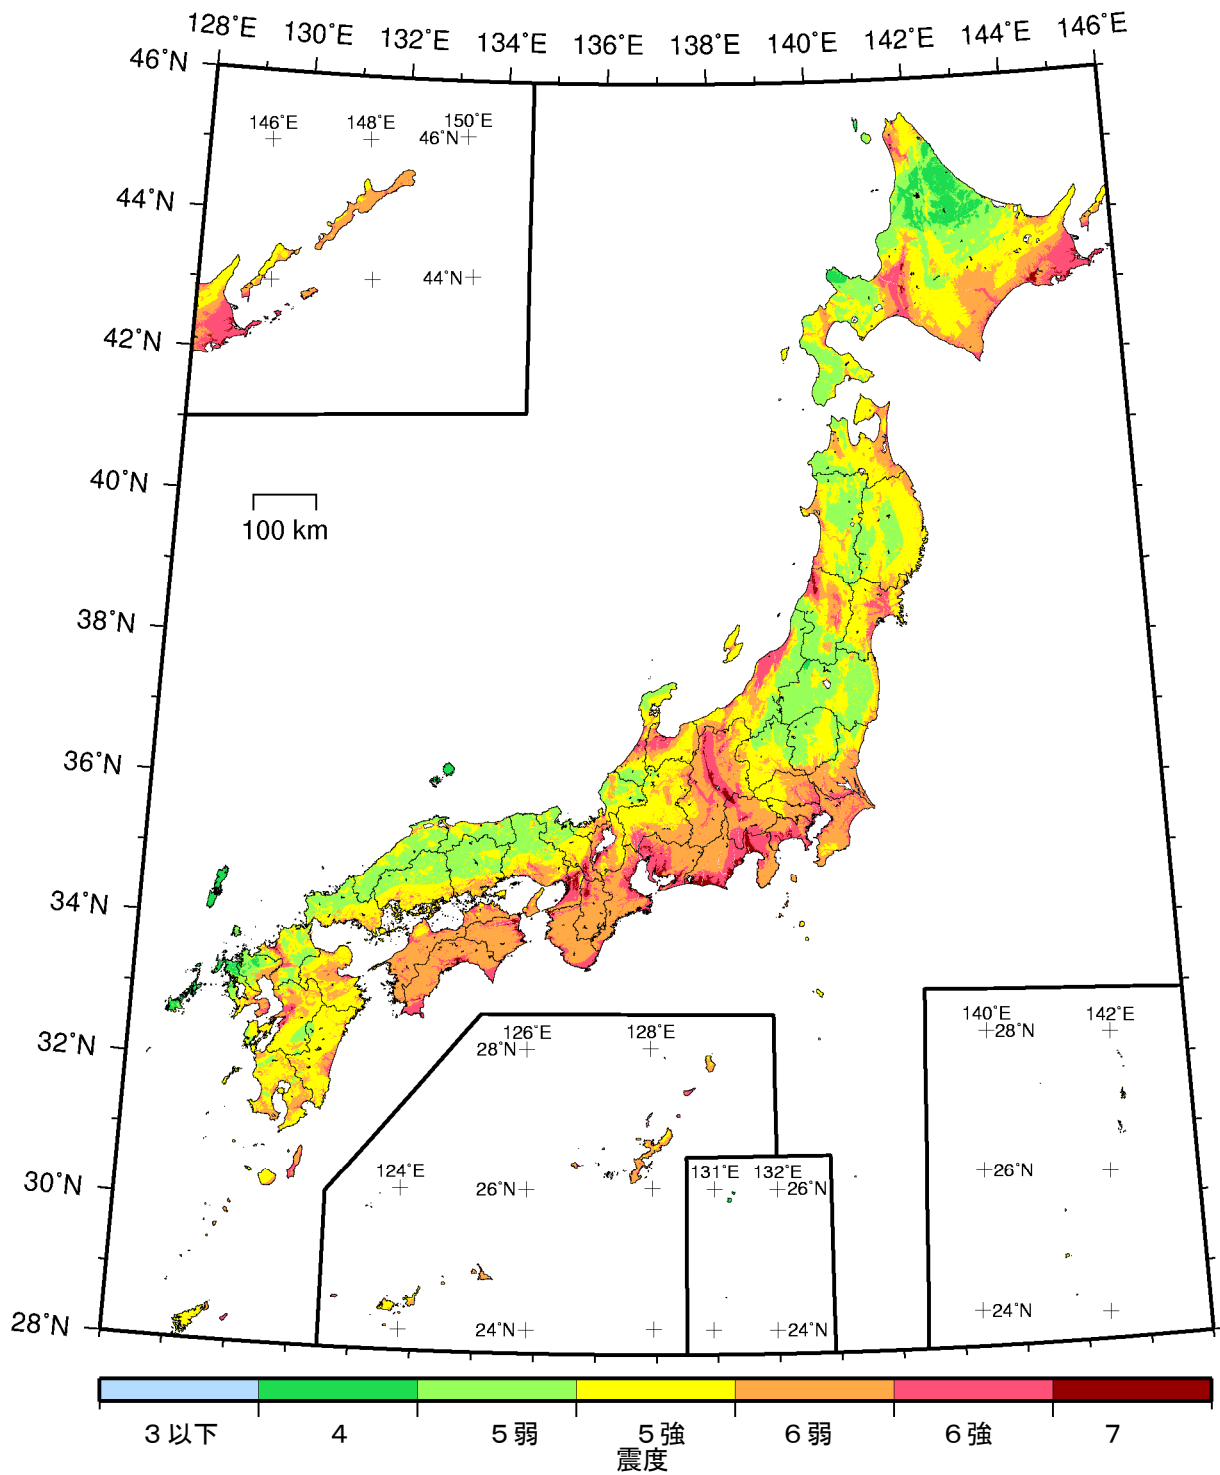 128°E 130°E 132°E 134°E 136°E 138°E 140°E 142°E 144°E 146°E
46°N
146°E 148°E 150°E
46°N
44°N
44°N
42°N
40°N
100 km
38°N
36°N
34°N
32°N
140°E 142°E
28°N
126°E 128°E
28°N
30°N
124°E
26°N
131°E 132°E
26°N
26°N
28°N
24°N
24°N
24°N
3以下 4 5弱 5強 6弱 6強 7
震度